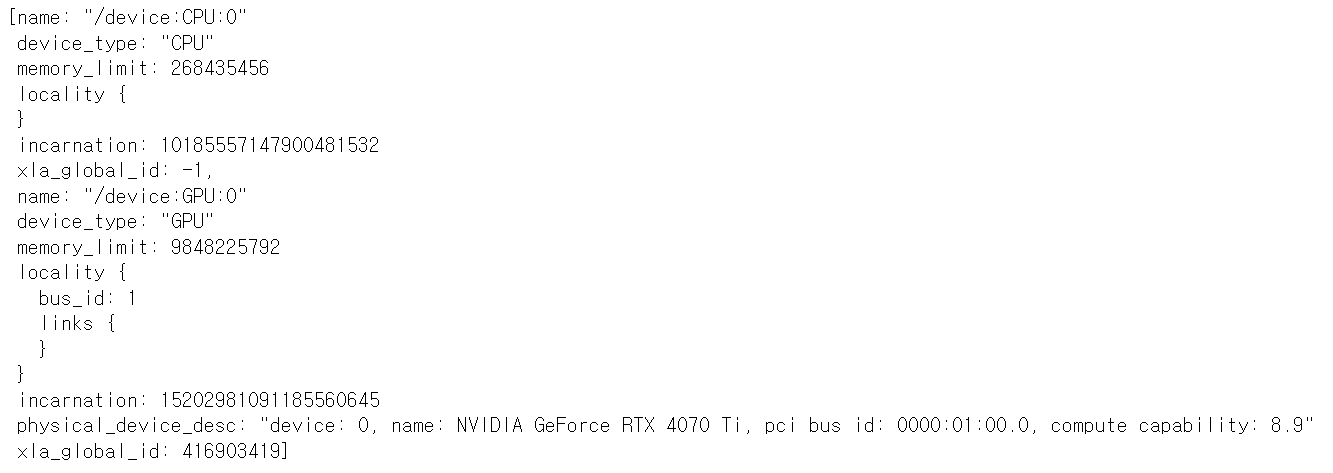 [name: "/device:CPU:0"
device_type: "CPU"
memory_limit: 268435456
locality {
}
incarnation: 10185557147900481532
xla_global_id: -1,
name: "/device:GPU:0"
device_type: "GPU"
memory_limit: 9848225792
locality {
bus_id: 1
links {
}
}
incarnation: 15202981091185560645
physical_device_desc: "device: 0, name: NVIDIA GeForce RTX 4070 Ti, pci bus id: 0000:01:00.0, compute capability: 8.9"
xla_global_id: 416903419]